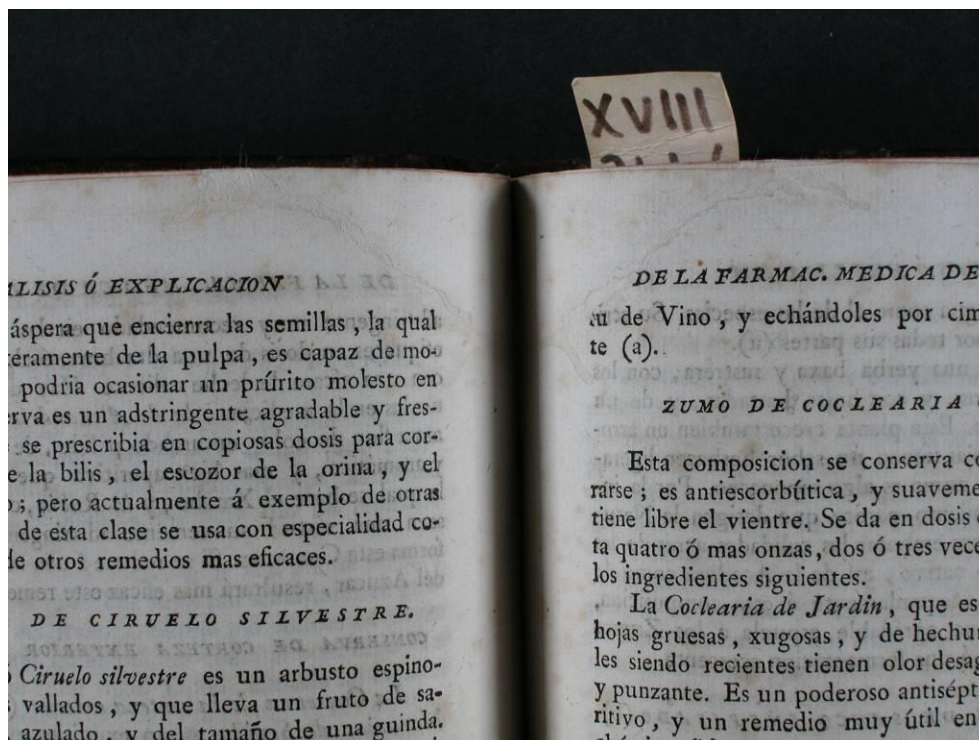 XVIII
LISIS Ó EXPLICACION
áspera que encierra las semillas, la qual
teramente de la pulpa, es capaz de mo-
podria ocasionar un prúrito molesto en
rva es un adstringente agradable y fres-
se prescribia en copiosas dosis para cor-
e la bilis, el escozor de la orina, y el
; pero actualmente á exemplo de otras
de esta clase se usa con especialidad co-
de otros remedios mas eficaces.
DE CIRUELO SILVESTRE.
ó Ciruelo silvestre es un arbusto espino-
vallados, y que lleva un fruto de sa-
azulado, y del tamaño de una guinda.
DE LA FARMAC. MEDICA DE
de Vino, y echándoles por cim
te (a).
ZUMO DE COCLEARIA
Esta composicion se conserva co
rarse; es antiescorbútica, y suaveme
tiene libre el vientre. Se da en dosis
ta quatro ó mas onzas, dos ó tres vece
los ingredientes siguientes.
La Coclearia de Jardin, que es
hojas gruesas, xugosas, y de hechu
les siendo recientes tienen olor desag
y punzante. Es un poderoso antisépt
ritivo, y un remedio muy útil en